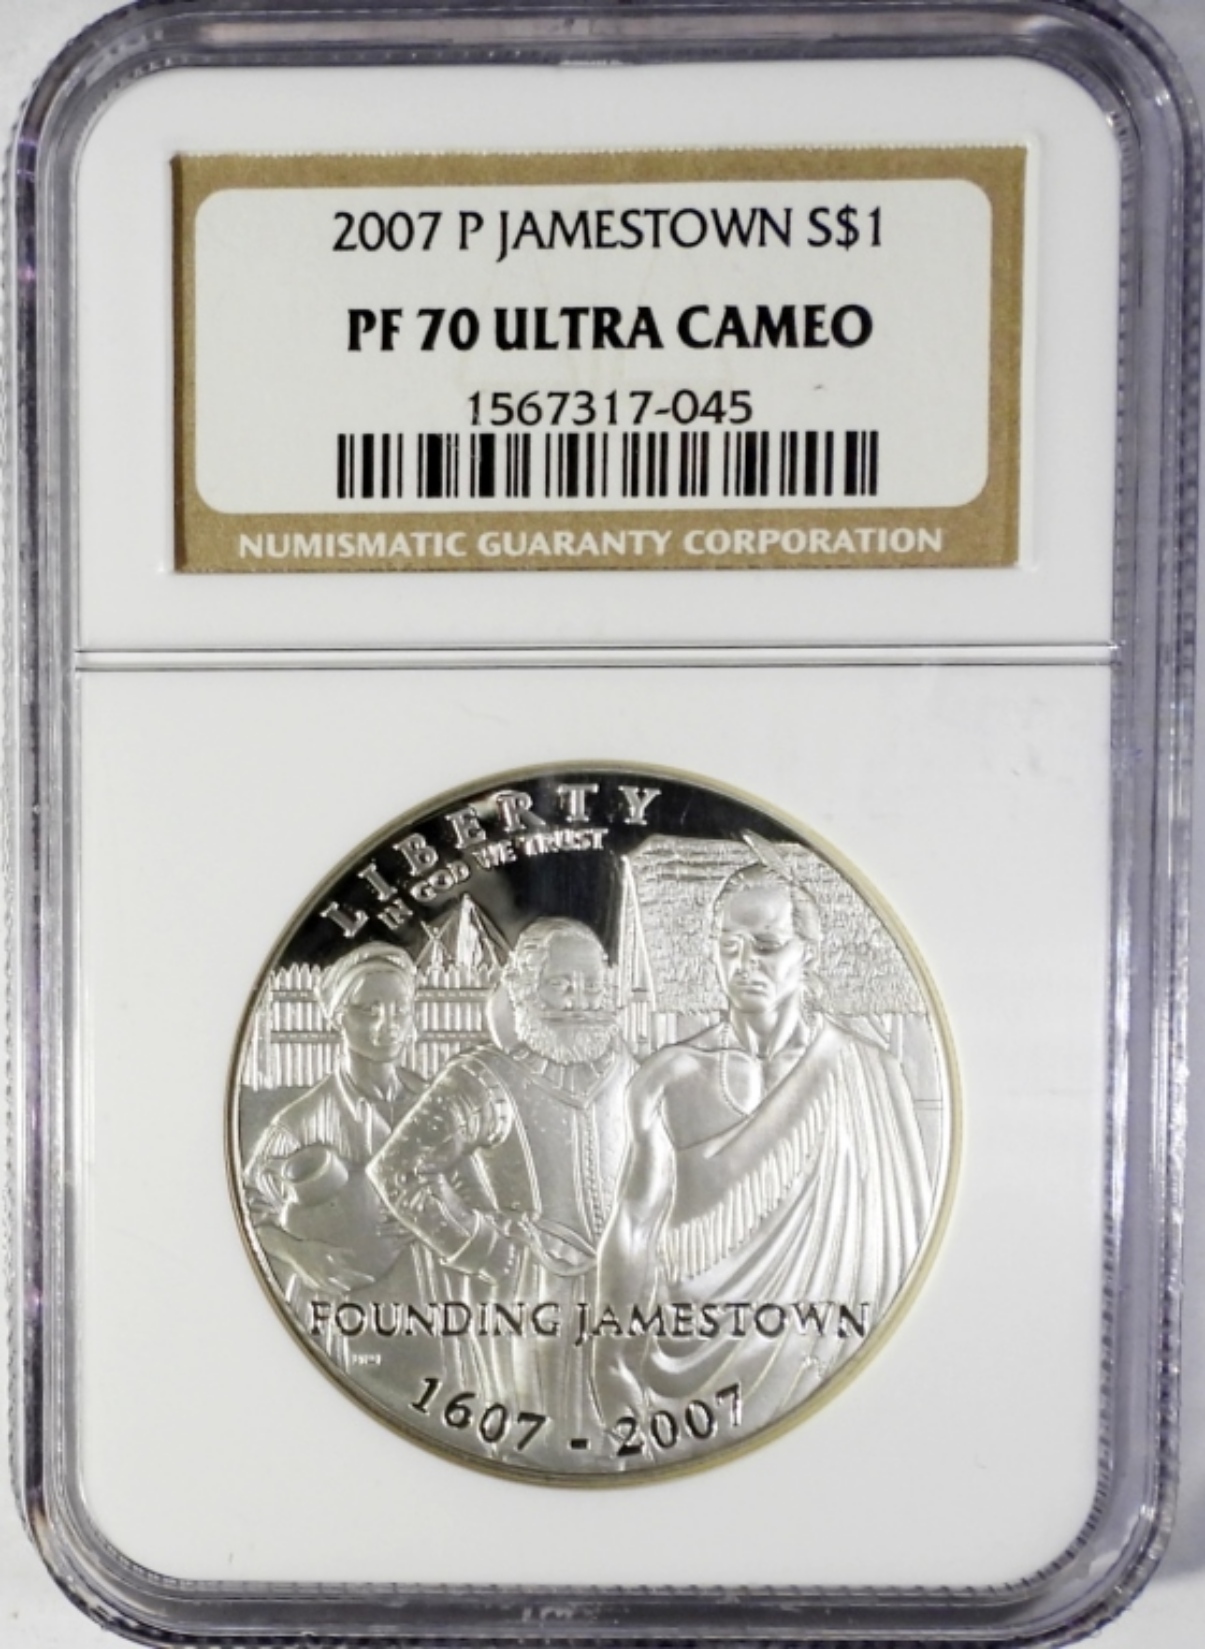 2007 P JAMESTOWN S$1
PF 70 ULTRA CAMEO
1567317-045
NUMISMATIC GUARANTY CORPORATION
LIBERTY
IN GOD WE TRUST
FOUNDING JAMESTOWN
1607 - 2007